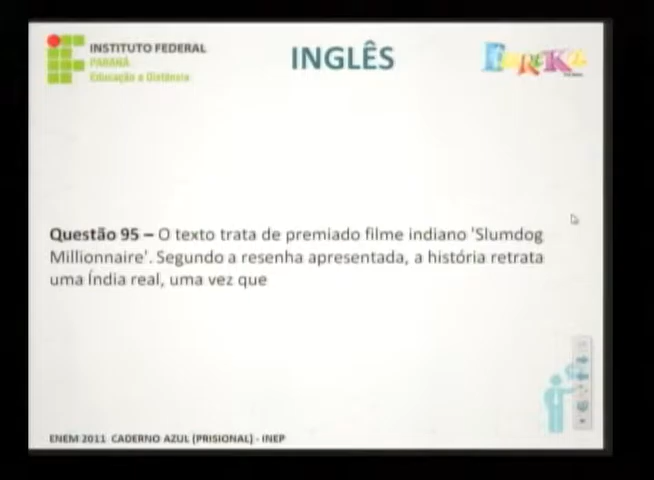 INSTITUTO FEDERAL
PARANÁ
Educação a Distância
INGLÊS
EUREKA
Questão 95 – O texto trata de premiado filme indiano 'Slumdog
Millionnaire'. Segundo a resenha apresentada, a história retrata
uma Índia real, uma vez que
ENEM 2011 CADERNO AZUL (PRISIONAL) - INEP